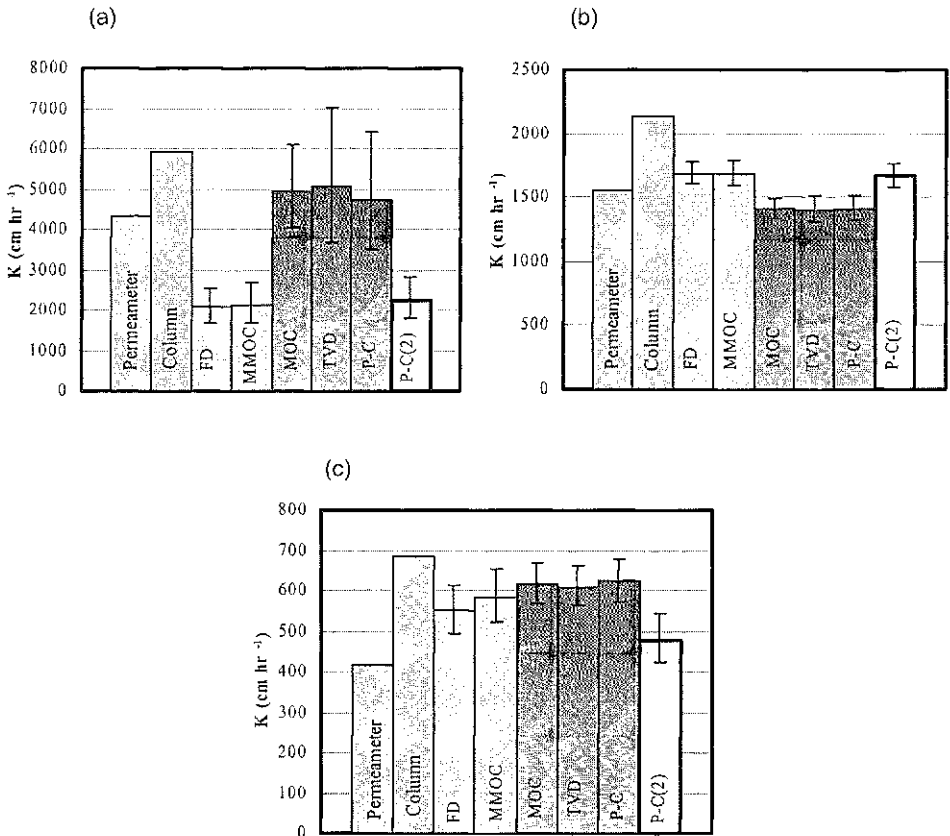 (a)
8000
7000
6000
5000
4000
3000
2000
1000
0
K (cm hr -1)
Permeameter
Column
FD
MMOC
MOC
TVD
P-C
P-C(2)
(b)
2500
2000
1500
1000
500
0
K (cm hr -1)
Permeameter
Column
FD
MMOC
MOC
TVD
P-C
P-C(2)
(c)
800
700
600
500
400
300
200
100
0
K (cm hr -1)
Permeameter
Column
FD
MMOC
MOC
TVD
P-C
P-C(2)